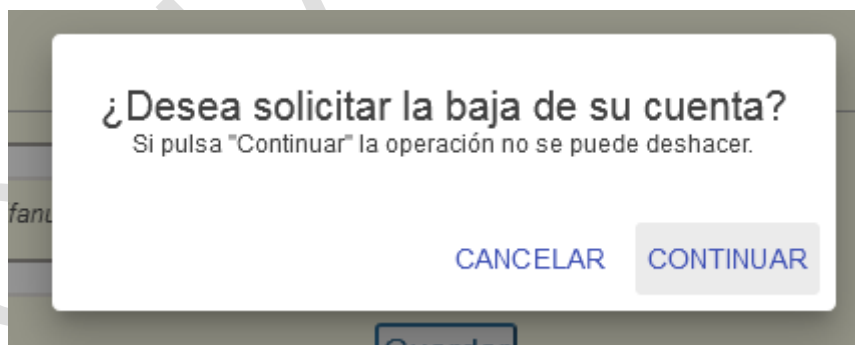 ¿Desea solicitar la baja de su cuenta?
Si pulsa "Continuar" la operación no se puede deshacer.
CANCELAR CONTINUAR